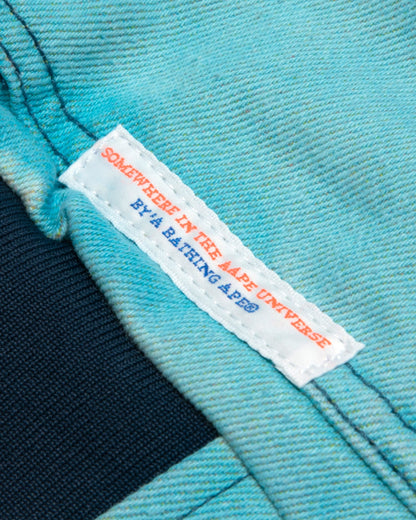 SOMEWHERE IN THE AAPE UNIVERSE
BY*A BATHING APE®